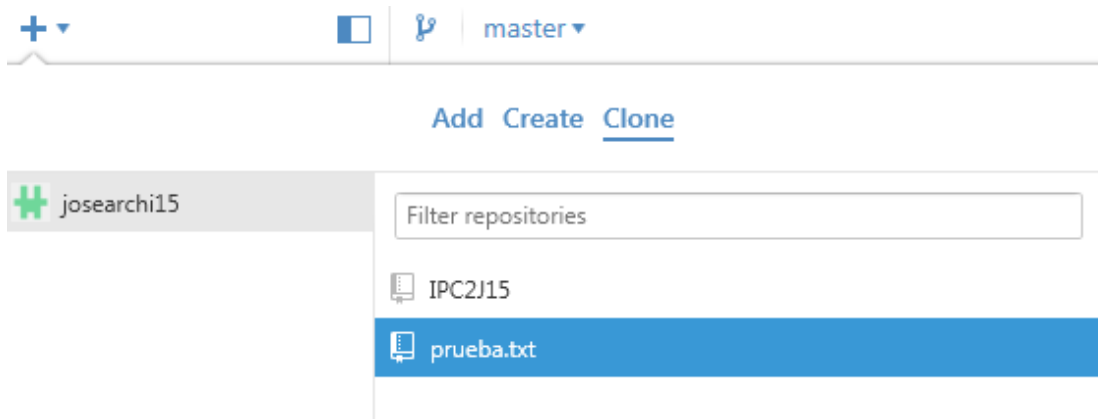 master
Add Create Clone
josearchi15
Filter repositories
IPC2J15
prueba.txt